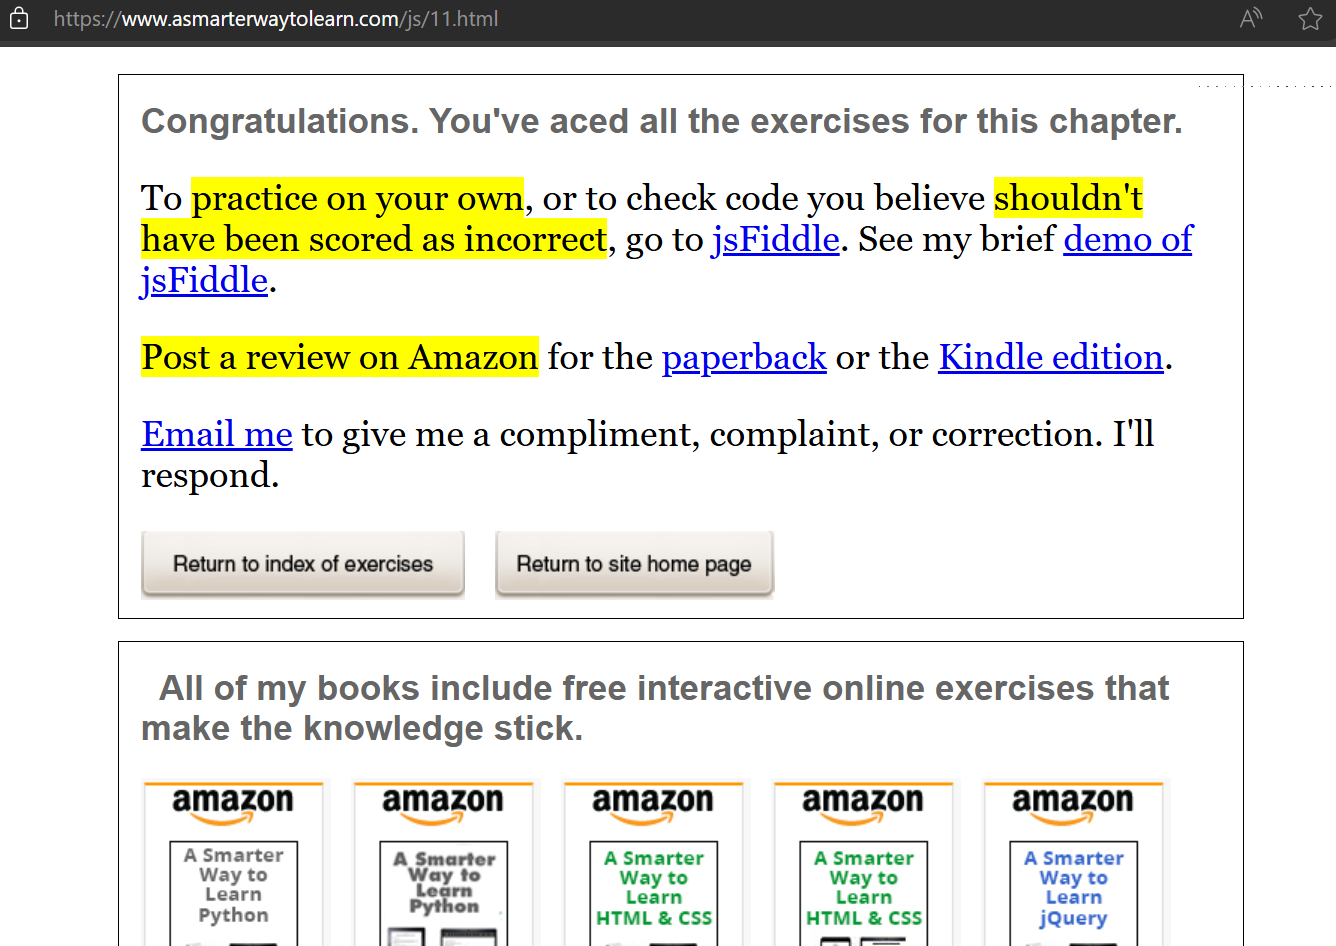 https://www.asmarterwaytolearn.com/js/11.html
Congratulations. You've aced all the exercises for this chapter.
To practice on your own, or to check code you believe shouldn't
have been scored as incorrect, go to jsFiddle. See my brief demo of
jsFiddle.
Post a review on Amazon for the paperback or the Kindle edition.
Email me to give me a compliment, complaint, or correction. I'll
respond.
Return to index of exercises
Return to site home page
All of my books include free interactive online exercises that
make the knowledge stick.
amazon
A Smarter
Way to
Learn
Python
amazon
A Smarter
Way to
Learn
Python
amazon
A Smarter
Way to
Learn
HTML & CSS
amazon
A Smarter
Way to
Learn
HTML & CSS
amazon
A Smarter
Way to
Learn
jQuery